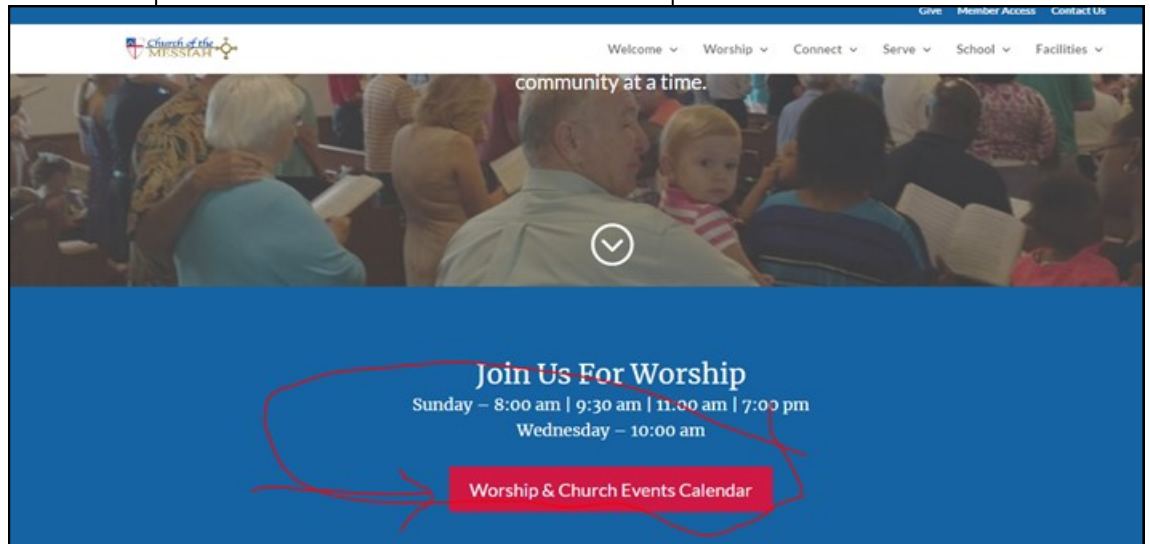 Give Member Access Contact Us
Church of the
MESSIAH
Welcome Worship Connect Serve School Facilities
community at a time.
Join Us For Worship
Sunday – 8:00 am | 9:30 am | 11:00 am | 7:00 pm
Wednesday – 10:00 am
Worship & Church Events Calendar